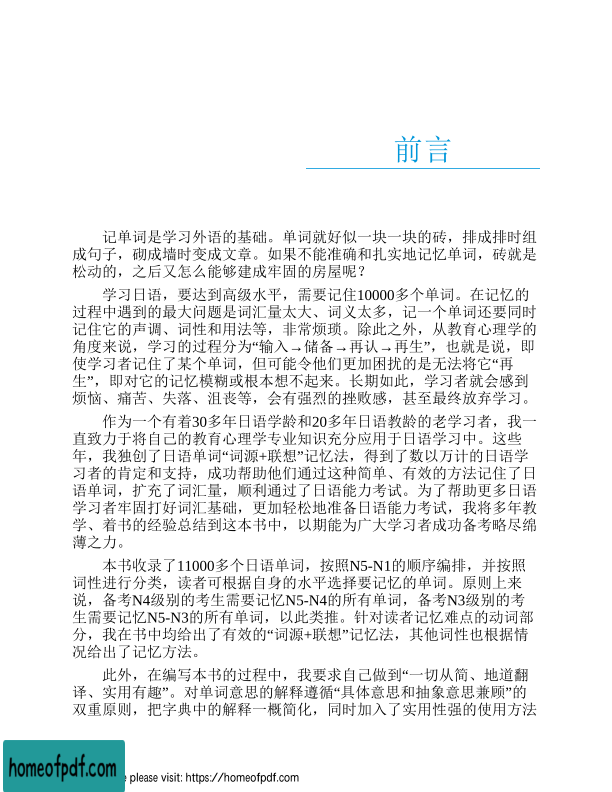 前言
记单词是学习外语的基础。单词就好似一块一块的砖，排成排时组
成句子，砌成墙时变成文章。如果不能准确和扎实地记忆单词，砖就是
松动的，之后又怎么能够建成牢固的房屋呢？
学习日语，要达到高级水平，需要记住10000多个单词。在记忆的
过程中遇到的最大问题是词汇量太大、词义太多，记一个单词还要同时
记住它的声调、词性和用法等，非常烦琐。除此之外，从教育心理学的
角度来说，学习的过程分为“输入→储备→再认→再生”，也就是说，即
使学习者记住了某个单词，但可能令他们更加困扰的是无法将它“再
生”，即对它的记忆模糊或根本想不起来。长期如此，学习者就会感到
烦恼、痛苦、失落、沮丧等，会有强烈的挫败感，甚至最终放弃学习。
作为一个有着30多年日语学龄和20多年日语教龄的老学习者，我一
直致力于将自己的教育心理学专业知识充分应用于日语学习中。这些
年，我独创了日语单词“词源+联想”记忆法，得到了数以万计的日语学
习者的肯定和支持，成功帮助他们通过这种简单、有效的方法记住了日
语单词，扩充了词汇量，顺利通过了日语能力考试。为了帮助更多日语
学习者牢固打好词汇基础，更加轻松地准备日语能力考试，我将多年教
学、着书的经验总结到这本书中，以期能为广大学习者成功备考略尽绵
薄之力。
本书收录了11000多个日语单词，按照N5-N1的顺序编排，并按照
词性进行分类，读者可根据自身的水平选择要记忆的单词。原则上来
说，备考N4级别的考生需要记忆N5-N4的所有单词，备考N3级别的考
生需要记忆N5-N3的所有单词，以此类推。针对读者记忆难点的动词部
分，我在书中均给出了有效的“词源+联想”记忆法，其他词性也根据情
况给出了记忆方法。
此外，在编写本书的过程中，我要求自己做到“一切从简、地道翻
译、实用有趣”。对单词意思的解释遵循“具体意思和抽象意思兼顾”的
双重原则，把字典中的解释一概简化，同时加入了实用性强的使用方法
homeofpdf.com
e please visit: https://homeofpdf.com